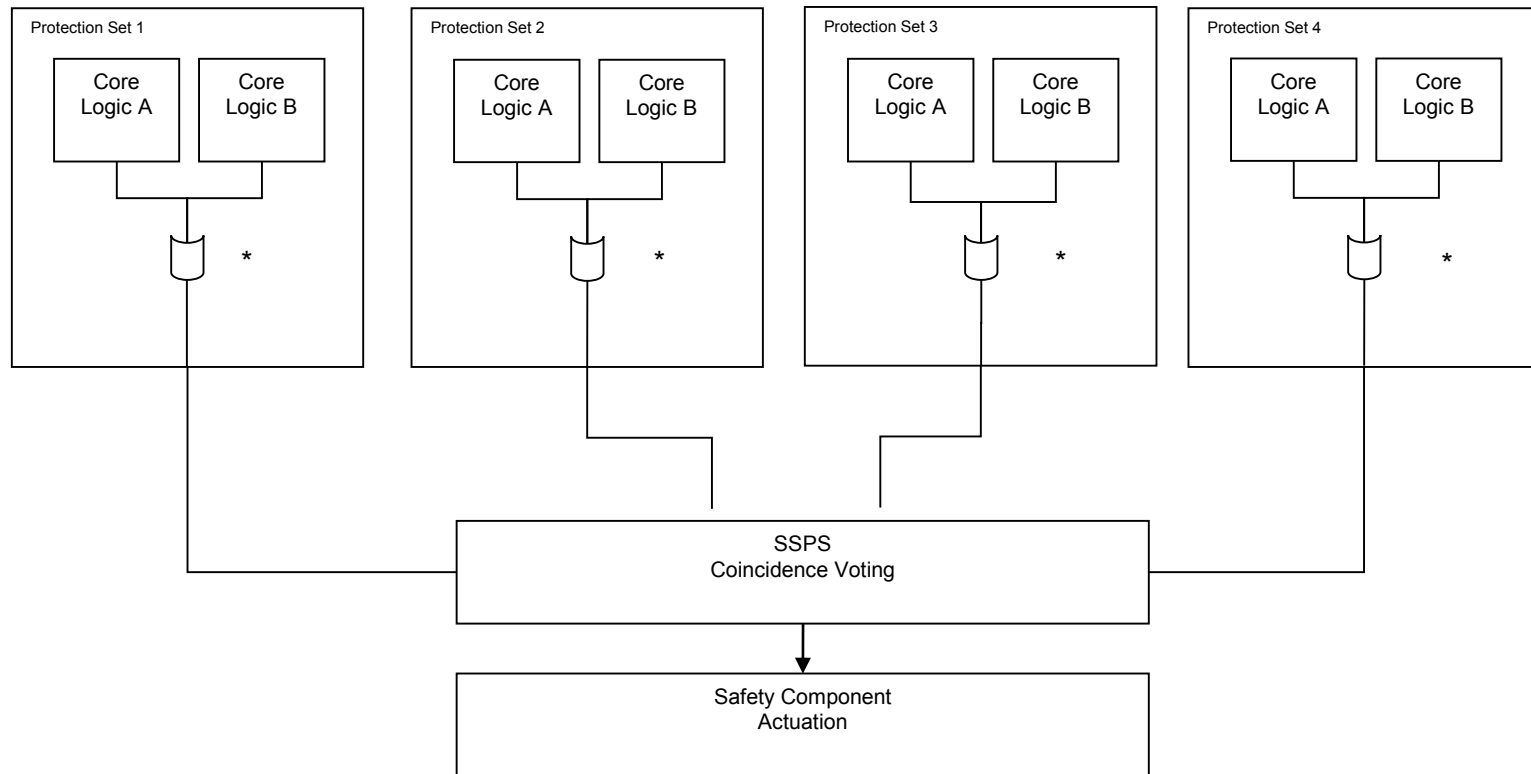 Protection Set 1
Core
Logic A
Core
Logic B
*
Protection Set 2
Core
Logic A
Core
Logic B
*
Protection Set 3
Core
Logic A
Core
Logic B
*
Protection Set 4
Core
Logic A
Core
Logic B
*
SSPS
Coincidence Voting
Safety Component
Actuation